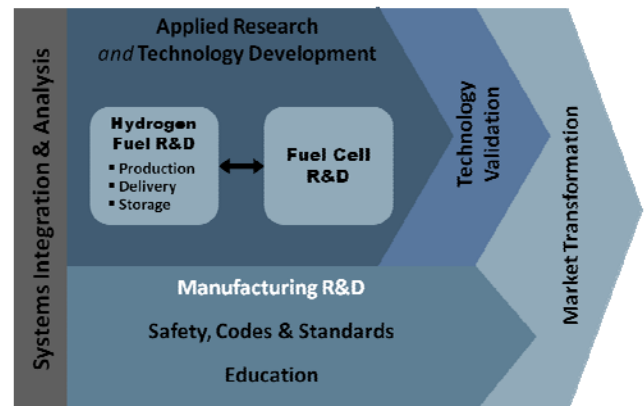 Systems Integration & Analysis
Applied Research
and Technology Development
Hydrogen
Fuel R&D
▪ Production
▪ Delivery
▪ Storage
Fuel Cell
R&D
Technology
Validation
Market Transformation
Manufacturing R&D
Safety, Codes & Standards
Education